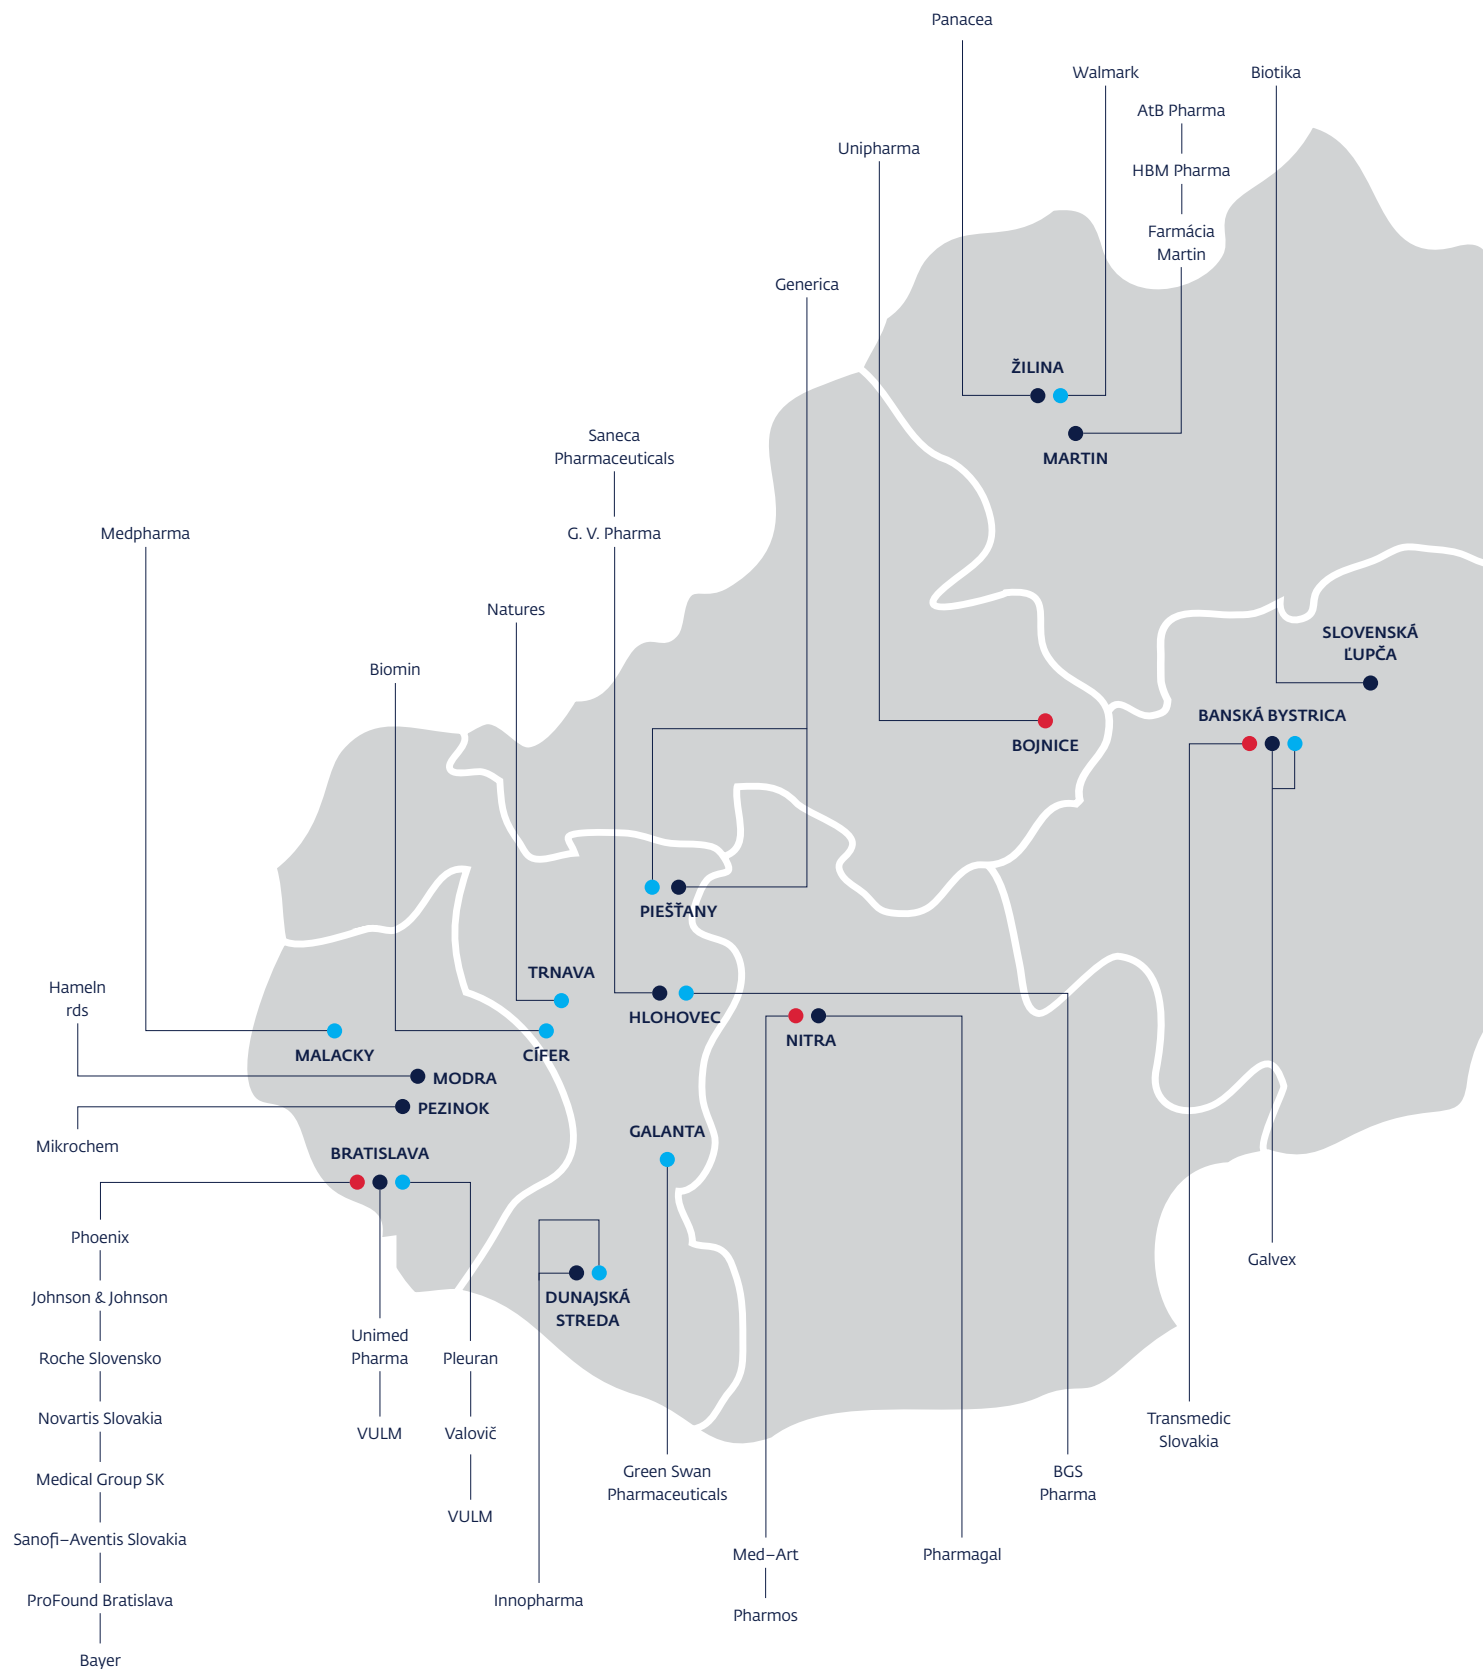 Panacea
Walmark
Biotika
AtB Pharma
Unipharma
HBM Pharma
Farmácia
Martin
Generica
ŽILINA
MARTIN
Saneca
Pharmaceuticals
G. V. Pharma
Medpharma
Natures
Biomin
SLOVENSKÁ
ĽUPČA
BANSKÁ BYSTRICA
BOJNICE
PIEŠŤANY
TRNAVA
Hameln
rds
HLOHOVEC
NITRA
MALACKY
CÍFER
MODRA
PEZINOK
Mikrochem
GALANTA
BRATISLAVA
Phoenix
Johnson & Johnson
Roche Slovensko
Novartis Slovakia
Medical Group SK
Sanofi–Aventis Slovakia
ProFound Bratislava
Bayer
Unimed
Pharma
VULM
Pleuran
Valovič
VULM
DUNAJSKÁ
STREDA
Innopharma
Green Swan
Pharmaceuticals
Med–Art
Pharmos
Pharmagal
BGS
Pharma
Transmedic
Slovakia
Galvex